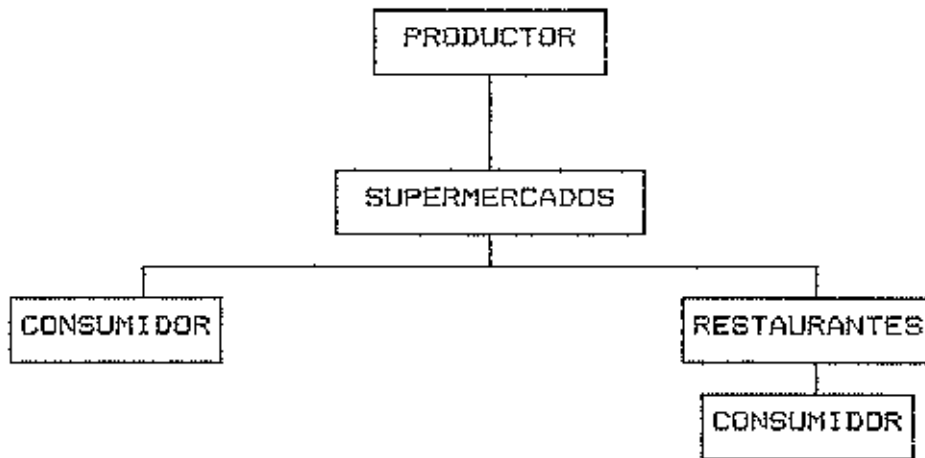 PRODUCTOR
SUPERMERCADOS
CONSUMIDOR
RESTAURANTES
CONSUMIDOR